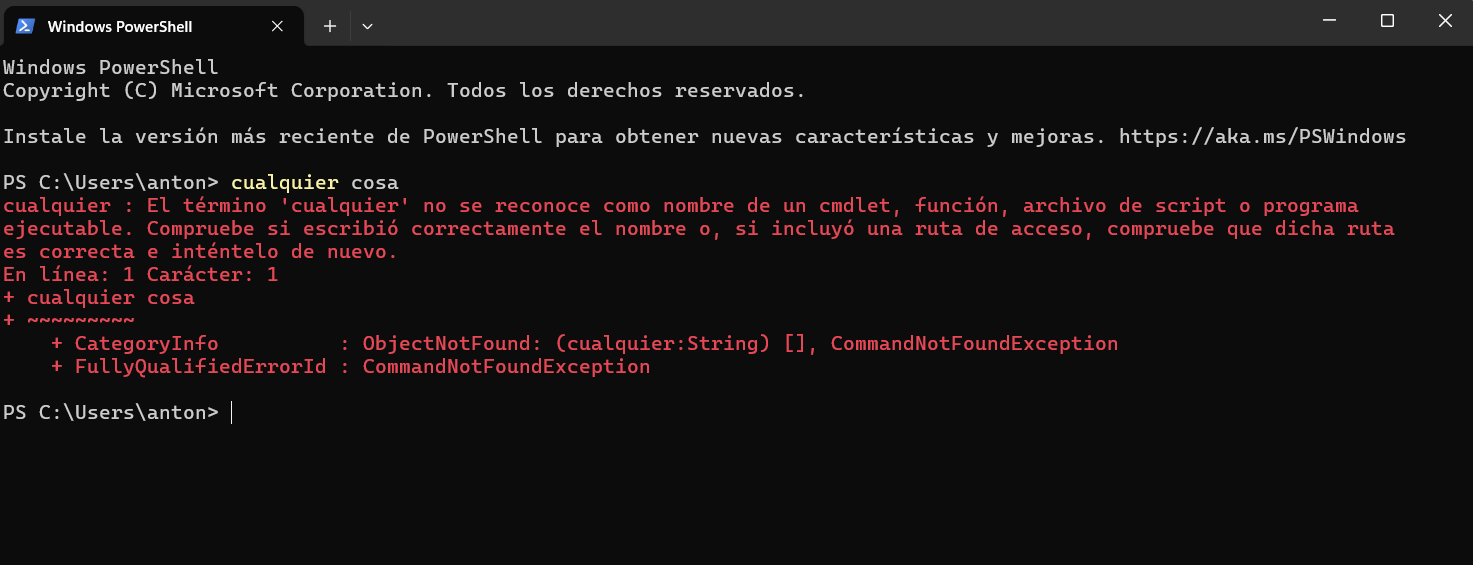 Windows PowerShell
Windows PowerShell
Copyright (C) Microsoft Corporation. Todos los derechos reservados.
Instale la versión más reciente de PowerShell para obtener nuevas características y mejoras. https://aka.ms/PSWindows
PS C:\Users\anton> cualquier cosa
cualquier : El término 'cualquier' no se reconoce como nombre de un cmdlet, función, archivo de script o programa
ejecutable. Compruebe si escribió correctamente el nombre o, si incluyó una ruta de acceso, compruebe que dicha ruta
es correcta e inténtelo de nuevo.
En línea: 1 Carácter: 1
+ cualquier cosa
+ ~~~~~~~~~
    + CategoryInfo          : ObjectNotFound: (cualquier:String) [], CommandNotFoundException
    + FullyQualifiedErrorId : CommandNotFoundException
PS C:\Users\anton>